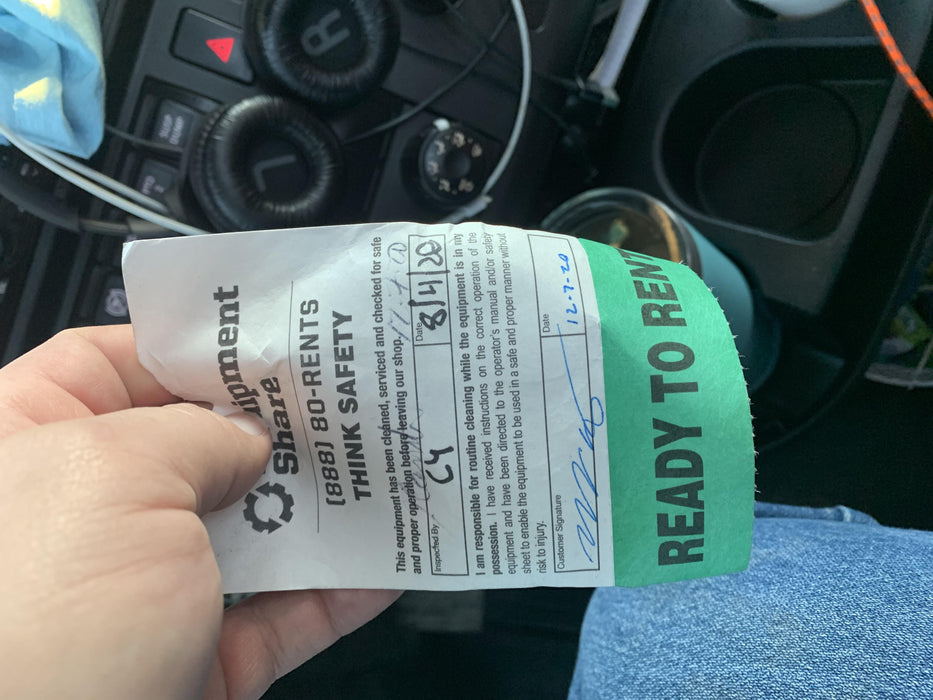 Share
(888) 80-RENTS
THINK SAFETY
This equipment has been cleaned, serviced and checked for safe
and proper operation before leaving our shop.
Inspected By
CY
Date
8/4/20
I am responsible for routine cleaning while the equipment is in my
possession. I have received instructions on the correct operation of the
equipment and have been directed to the operator's manual and/or safety
sheet to enable the equipment to be used in a safe and proper manner without
risk to injury.
Customer Signature
Date
12-7-20
READY TO RENT
R
L